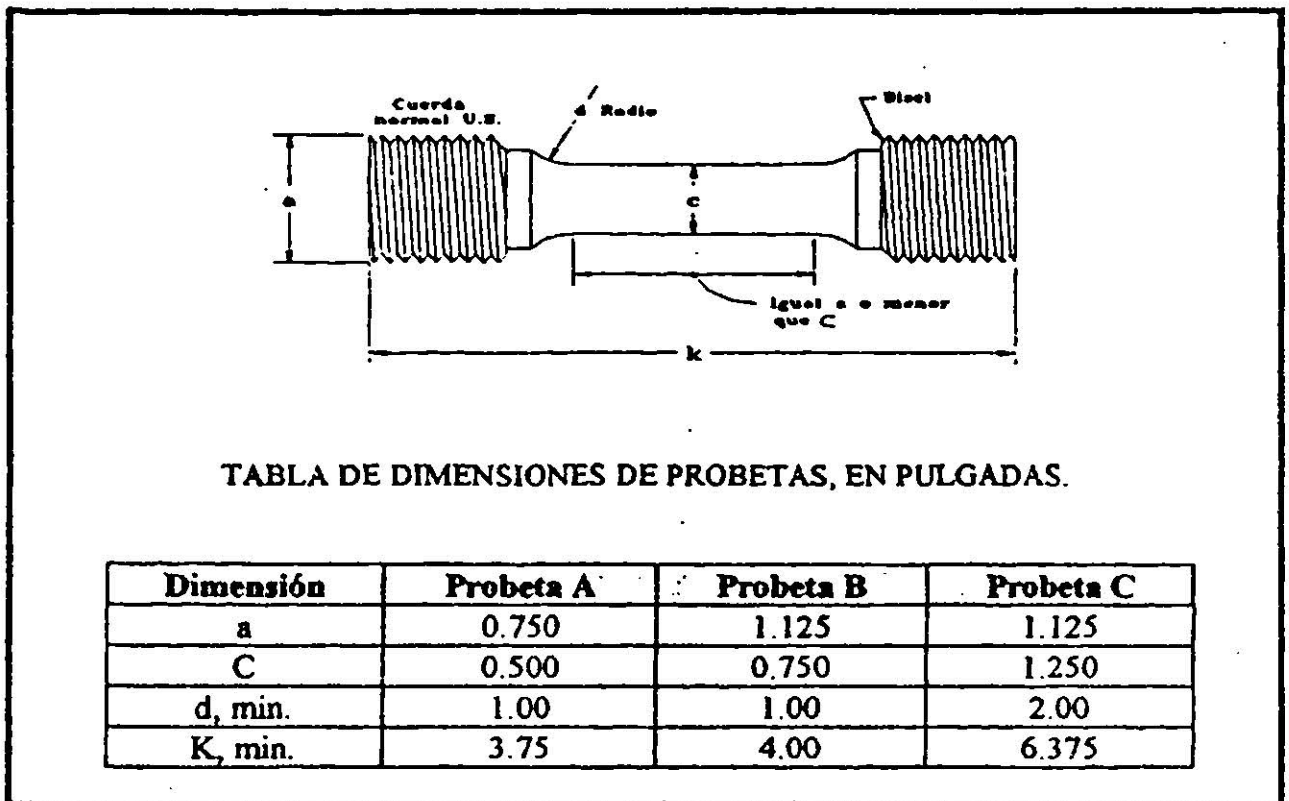 Cuerda
normal U.S.
d Radio
Bisel
a
c
Igual a o menor
que C
k
TABLA DE DIMENSIONES DE PROBETAS, EN PULGADAS.
Dimensión Probeta A Probeta B Probeta C
a 0.750 1.125 1.125
C 0.500 0.750 1.250
d, min. 1.00 1.00 2.00
K, min. 3.75 4.00 6.375